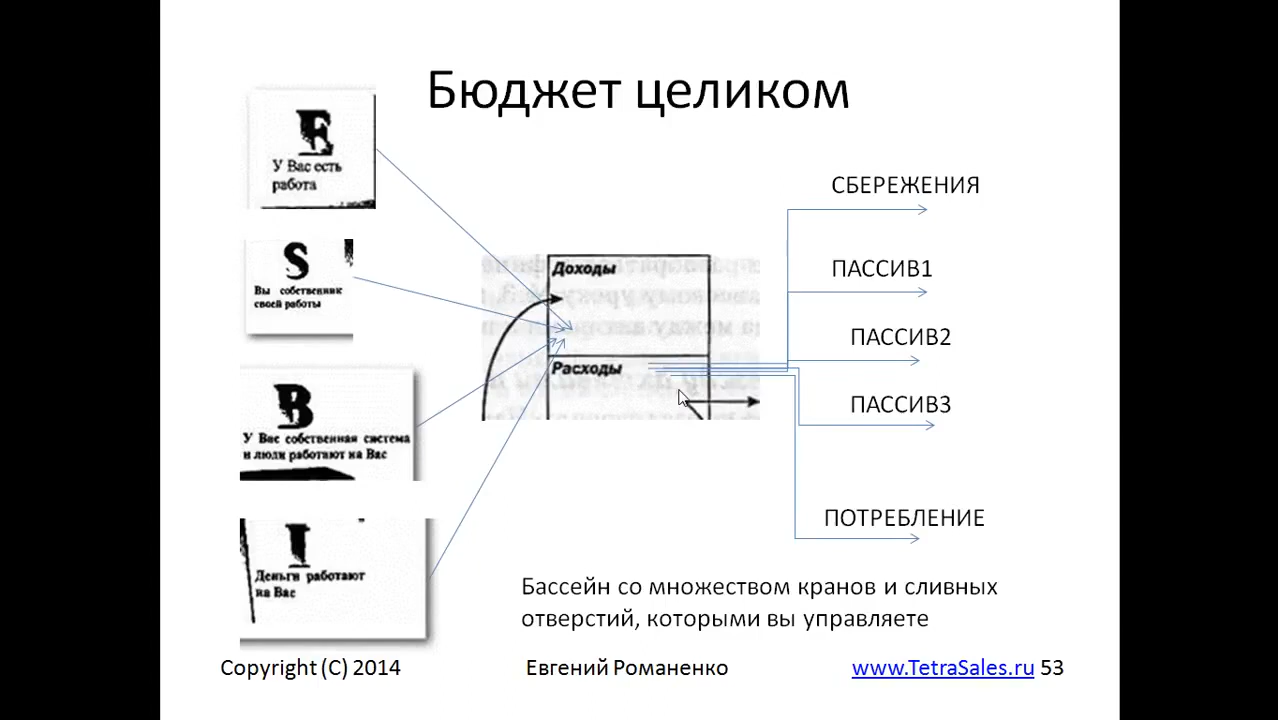 Бюджет целиком
E
У Вас есть
работа
S
Вы собственник
своей работы
B
У Вас собственная система
и люди работают на Вас
I
Деньги работают
на Вас
Доходы
Расходы
СБЕРЕЖЕНИЯ
ПАССИВ1
ПАССИВ2
ПАССИВ3
ПОТРЕБЛЕНИЕ
Бассейн со множеством кранов и сливных
отверстий, которыми вы управляете
Copyright (C) 2014
Евгений Романенко
www.TetraSales.ru 53